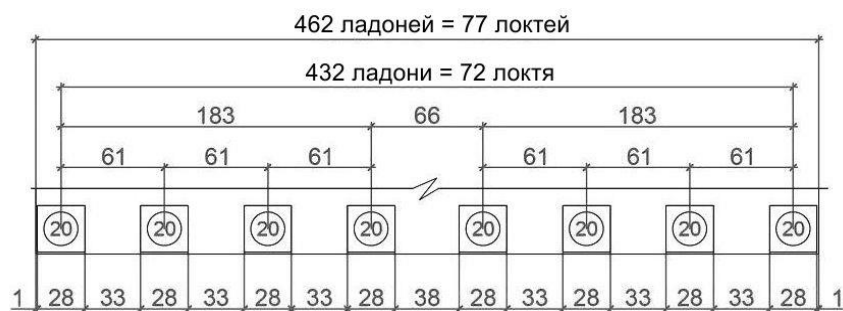 462 ладоней = 77 локтей
432 ладони = 72 локтя
183 66 183
61 61 61 61 61 61
20 20 20 20 20 20 20 20
1 28 33 28 33 28 33 28 38 28 33 28 33 28 33 28 1